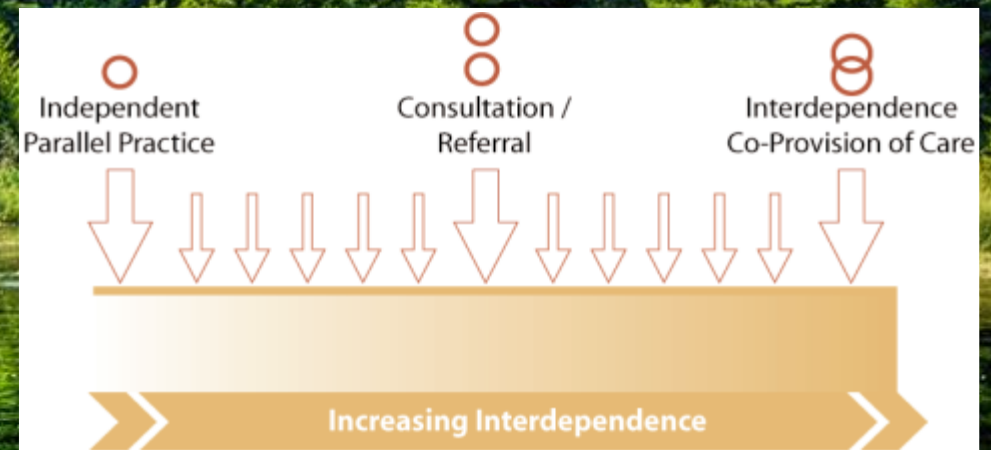 Independent
Parallel Practice
Consultation /
Referral
Interdependence
Co-Provision of Care
Increasing Interdependence